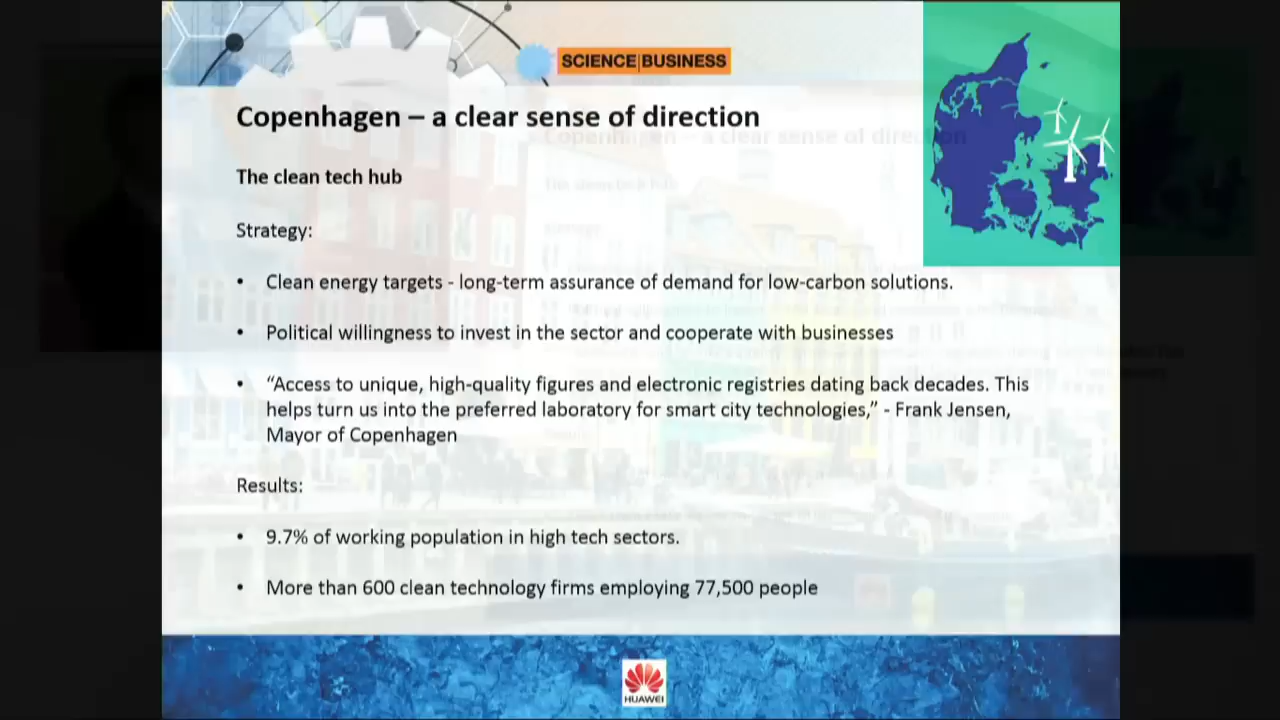 SCIENCE|BUSINESS
Copenhagen – a clear sense of direction
The clean tech hub
Strategy:
• Clean energy targets - long-term assurance of demand for low-carbon solutions.
• Political willingness to invest in the sector and cooperate with businesses
• “Access to unique, high-quality figures and electronic registries dating back decades. This
helps turn us into the preferred laboratory for smart city technologies,” - Frank Jensen,
Mayor of Copenhagen
Results:
• 9.7% of working population in high tech sectors.
• More than 600 clean technology firms employing 77,500 people
HUAWEI